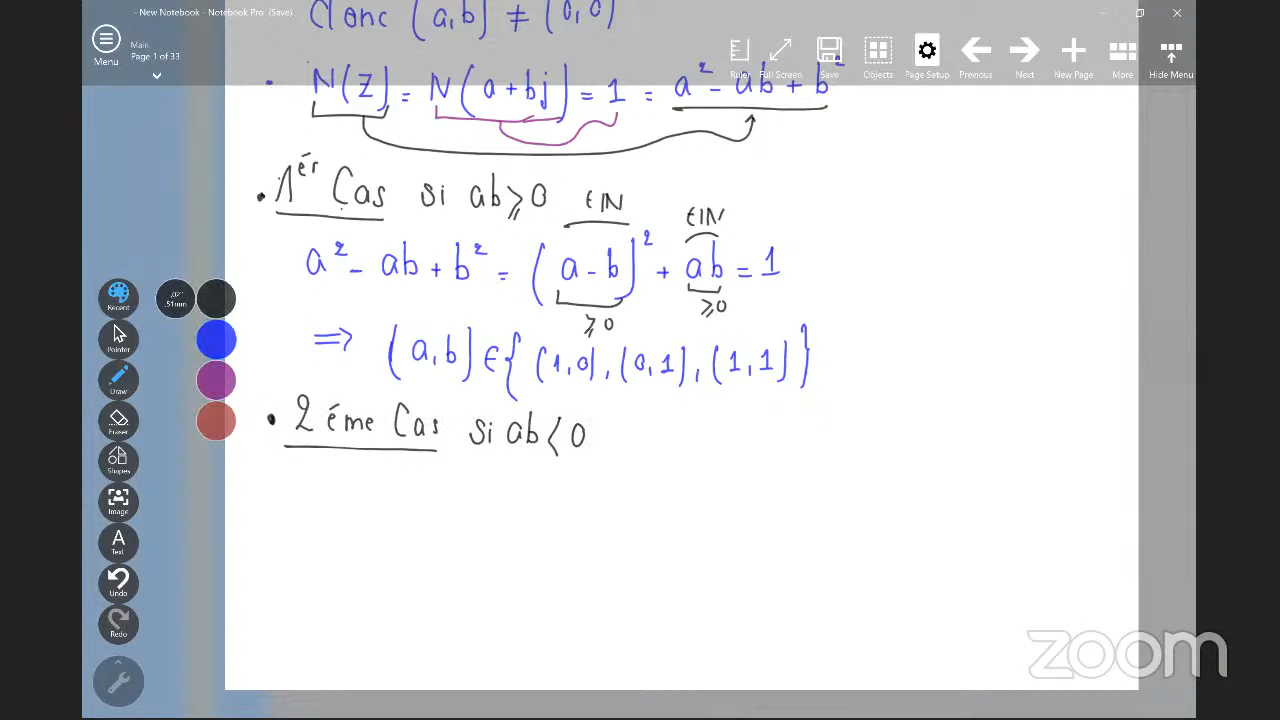 - New Notebook - Notebook Pro (Save)
Menu
Main
Page 1 of 33
Ruler
Full Screen
Save
Objects
Page Setup
Previous
Next
New Page
More
Hide Menu
donc (a,b) ≠ (0,0)
• N(z) = N(a+bj) = 1 = a² - ab + b²
• 1ér Cas si ab ⩾ 0
∈ℕ
∈ℕ
a² - ab + b² = (a - b)² + ab = 1
⩾0
⩾0
⟹ (a,b) ∈ { (1,0), (0,1), (1,1) }
• 2éme Cas si ab < 0
Recent
.02"
.51mm
Pointer
Draw
Eraser
Shapes
Image
A
Text
Undo
Redo
zoom